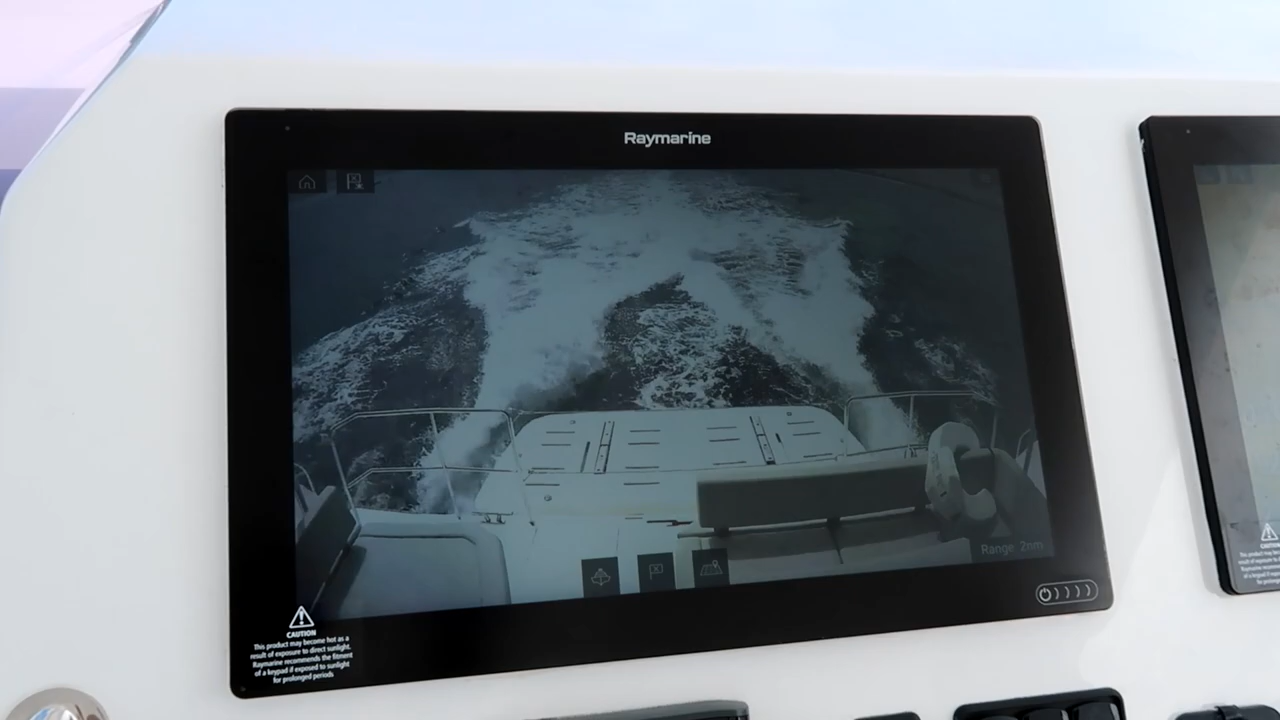 Raymarine
Range 2nm
CAUTION
This product may become hot as a
result of exposure to direct sunlight.
Raymarine recommends the fitment
of a keypad if exposed to sunlight
for prolonged periods